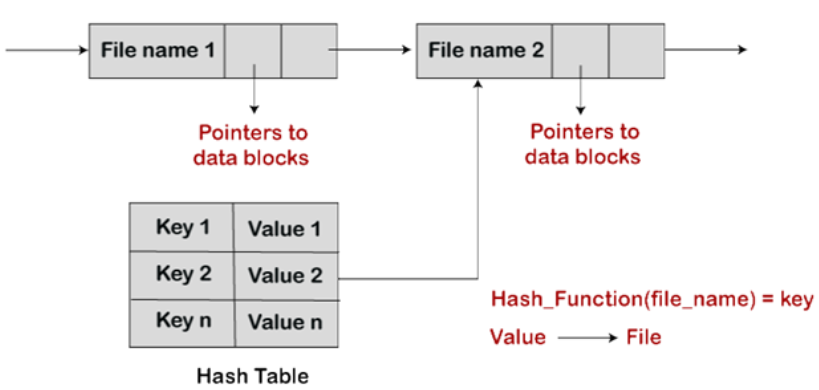 File name 1
File name 2
Pointers to
data blocks
Pointers to
data blocks
Key 1 Value 1
Key 2 Value 2
Key n Value n
Hash_Function(file_name) = key
Value File
Hash Table